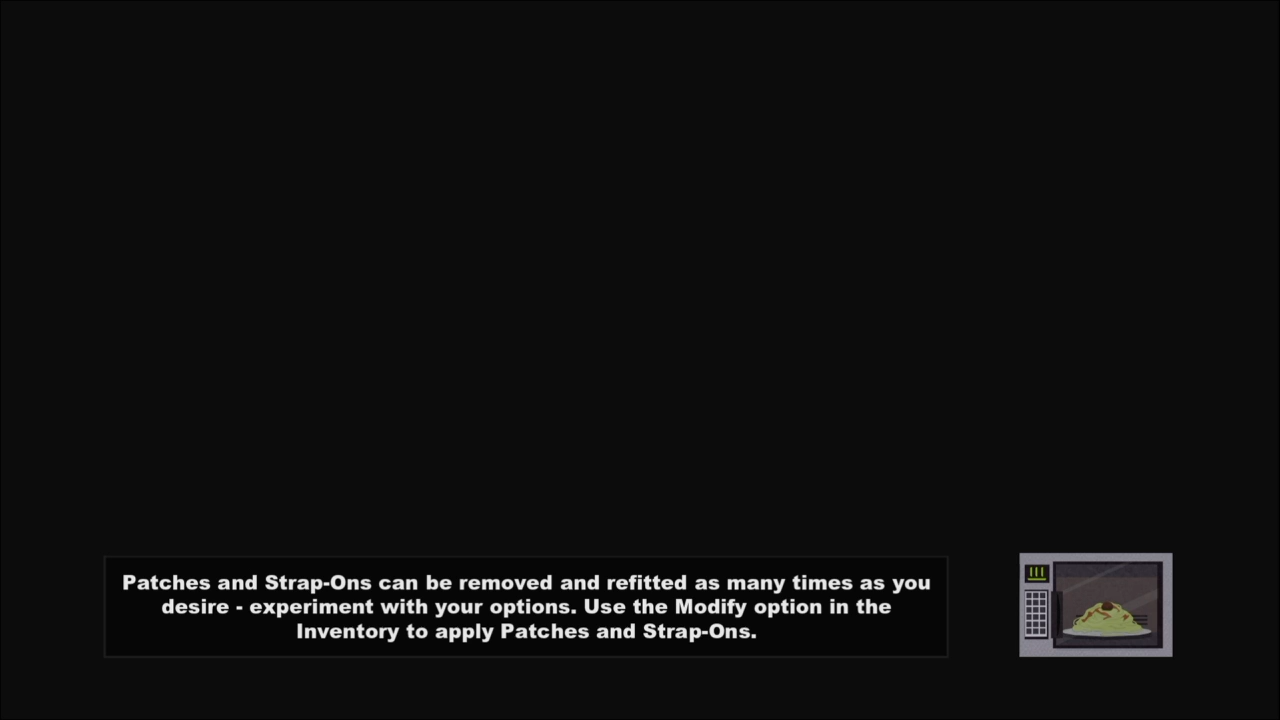 Patches and Strap-Ons can be removed and refitted as many times as you
desire - experiment with your options. Use the Modify option in the
Inventory to apply Patches and Strap-Ons.